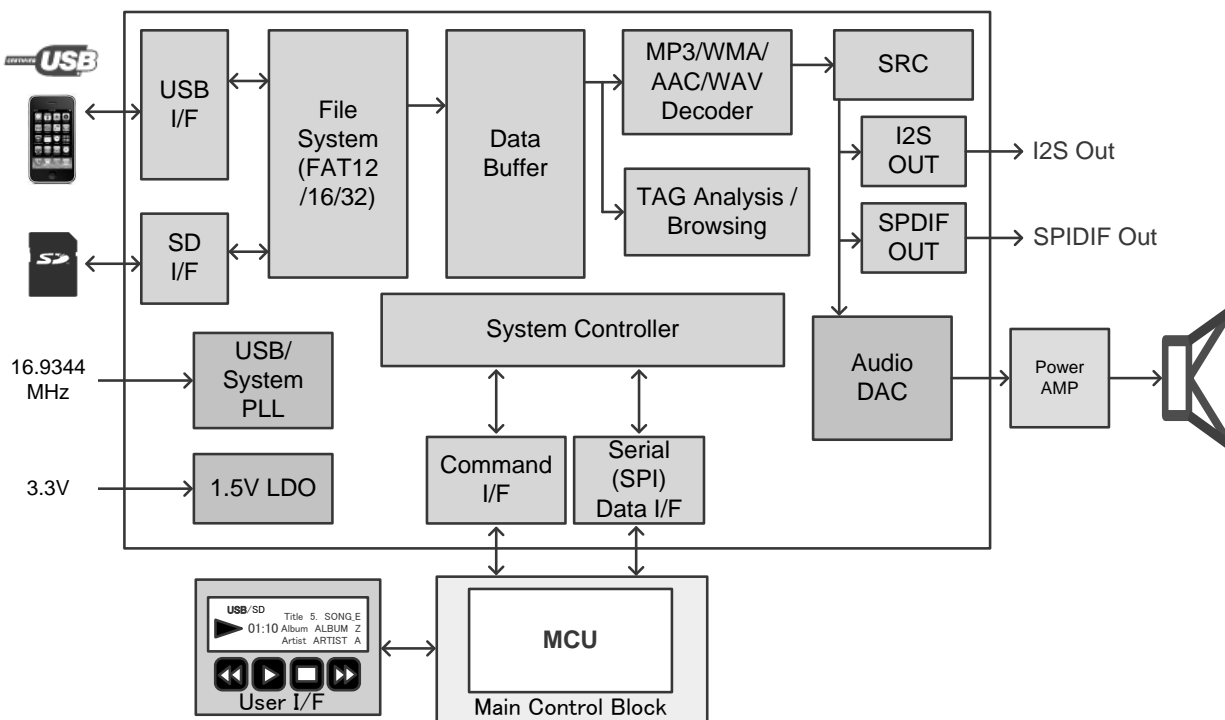 USB
USB
I/F
File
System
(FAT12
/16/32)
Data
Buffer
MP3/WMA/
AAC/WAV
Decoder
SRC
I2S
OUT
I2S Out
TAG Analysis /
Browsing
SPDIF
OUT
SPIDIF Out
SD
SD
I/F
System Controller
16.9344
MHz
USB/
System
PLL
Audio
DAC
Power
AMP
Command
I/F
Serial
(SPI)
Data I/F
3.3V
1.5V LDO
USB/SD
Title 5. SONG_E
01:10 Album ALBUM Z
Artist ARTIST A
User I/F
MCU
Main Control Block